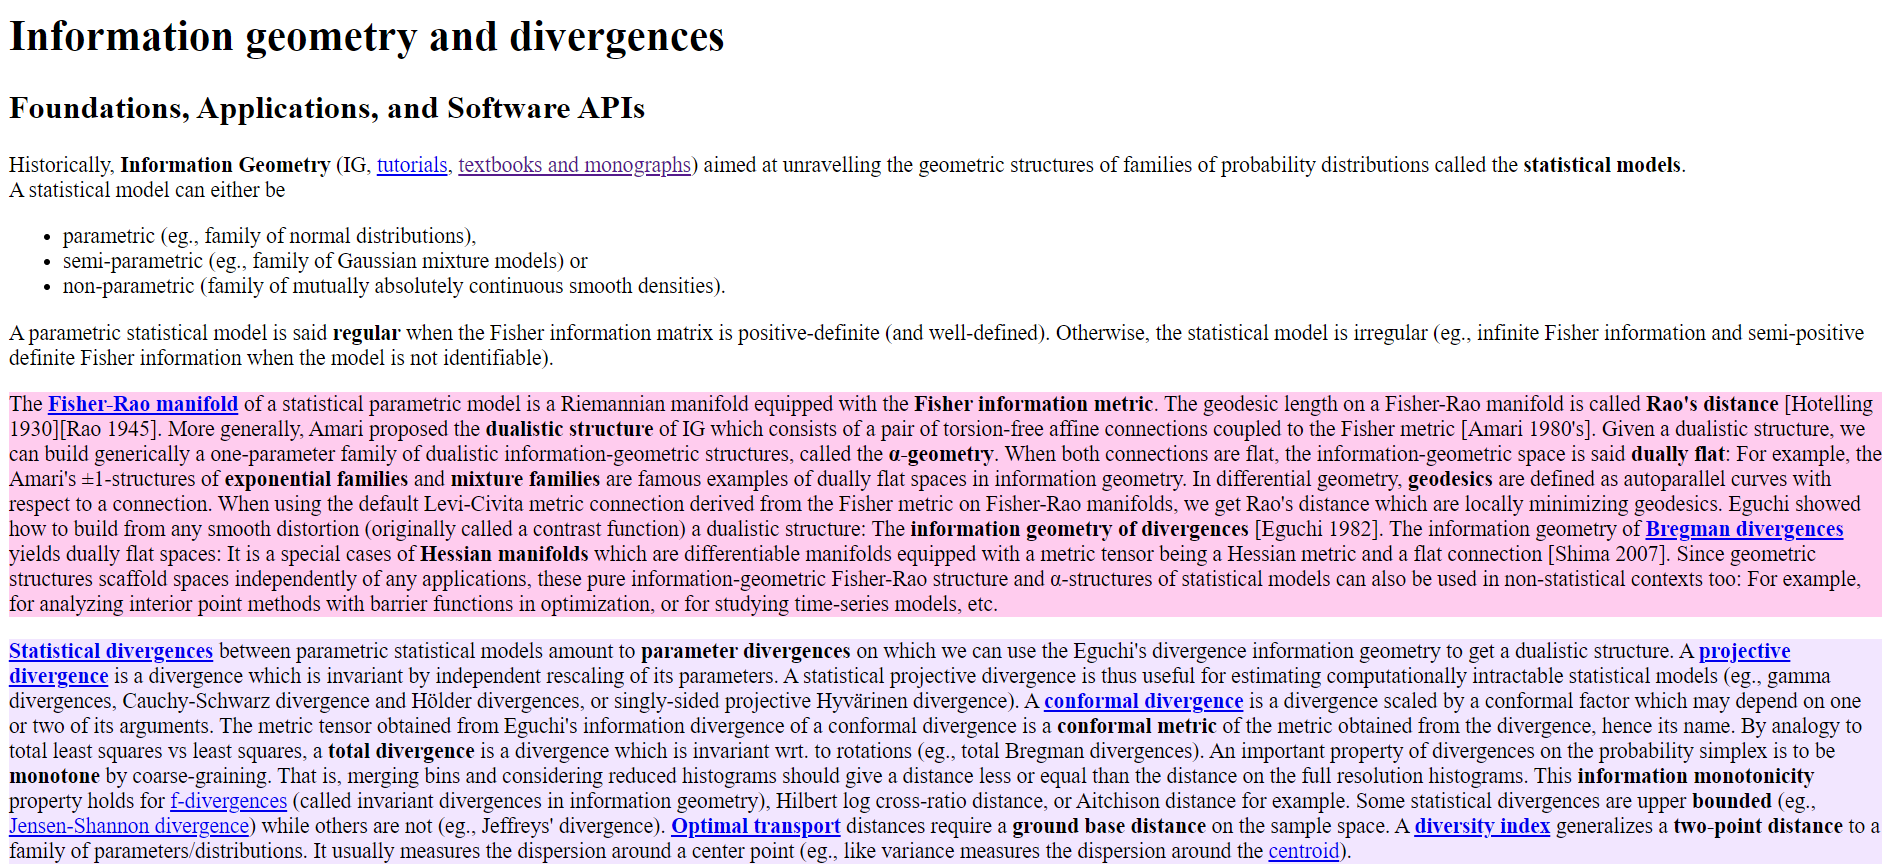 Information geometry and divergences
Foundations, Applications, and Software APIs
Historically, Information Geometry (IG, tutorials, textbooks and monographs) aimed at unravelling the geometric structures of families of probability distributions called the statistical models.
A statistical model can either be
• parametric (eg., family of normal distributions),
• semi-parametric (eg., family of Gaussian mixture models) or
• non-parametric (family of mutually absolutely continuous smooth densities).
A parametric statistical model is said regular when the Fisher information matrix is positive-definite (and well-defined). Otherwise, the statistical model is irregular (eg., infinite Fisher information and semi-positive
definite Fisher information when the model is not identifiable).
The Fisher-Rao manifold of a statistical parametric model is a Riemannian manifold equipped with the Fisher information metric. The geodesic length on a Fisher-Rao manifold is called Rao's distance [Hotelling
1930][Rao 1945]. More generally, Amari proposed the dualistic structure of IG which consists of a pair of torsion-free affine connections coupled to the Fisher metric [Amari 1980's]. Given a dualistic structure, we
can build generically a one-parameter family of dualistic information-geometric structures, called the α-geometry. When both connections are flat, the information-geometric space is said dually flat: For example, the
Amari's ±1-structures of exponential families and mixture families are famous examples of dually flat spaces in information geometry. In differential geometry, geodesics are defined as autoparallel curves with
respect to a connection. When using the default Levi-Civita metric connection derived from the Fisher metric on Fisher-Rao manifolds, we get Rao's distance which are locally minimizing geodesics. Eguchi showed
how to build from any smooth distortion (originally called a contrast function) a dualistic structure: The information geometry of divergences [Eguchi 1982]. The information geometry of Bregman divergences
yields dually flat spaces: It is a special cases of Hessian manifolds which are differentiable manifolds equipped with a metric tensor being a Hessian metric and a flat connection [Shima 2007]. Since geometric
structures scaffold spaces independently of any applications, these pure information-geometric Fisher-Rao structure and α-structures of statistical models can also be used in non-statistical contexts too: For example,
for analyzing interior point methods with barrier functions in optimization, or for studying time-series models, etc.
Statistical divergences between parametric statistical models amount to parameter divergences on which we can use the Eguchi's divergence information geometry to get a dualistic structure. A projective
divergence is a divergence which is invariant by independent rescaling of its parameters. A statistical projective divergence is thus useful for estimating computationally intractable statistical models (eg., gamma
divergences, Cauchy-Schwarz divergence and Hölder divergences, or singly-sided projective Hyvärinen divergence). A conformal divergence is a divergence scaled by a conformal factor which may depend on one
or two of its arguments. The metric tensor obtained from Eguchi's information divergence of a conformal divergence is a conformal metric of the metric obtained from the divergence, hence its name. By analogy to
total least squares vs least squares, a total divergence is a divergence which is invariant wrt. to rotations (eg., total Bregman divergences). An important property of divergences on the probability simplex is to be
monotone by coarse-graining. That is, merging bins and considering reduced histograms should give a distance less or equal than the distance on the full resolution histograms. This information monotonicity
property holds for f-divergences (called invariant divergences in information geometry), Hilbert log cross-ratio distance, or Aitchison distance for example. Some statistical divergences are upper bounded (eg.,
Jensen-Shannon divergence) while others are not (eg., Jeffreys' divergence). Optimal transport distances require a ground base distance on the sample space. A diversity index generalizes a two-point distance to a
family of parameters/distributions. It usually measures the dispersion around a center point (eg., like variance measures the dispersion around the centroid).